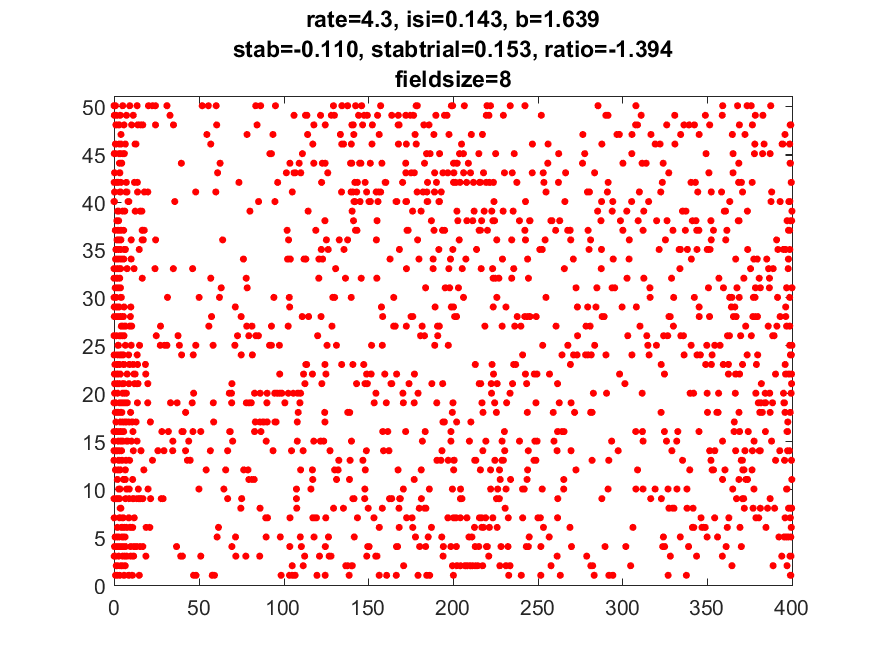 rate=4.3, isi=0.143, b=1.639
stab=-0.110, stabtrial=0.153, ratio=-1.394
fieldsize=8
50
45
40
35
30
25
20
15
10
5
0
0 50 100 150 200 250 300 350 400